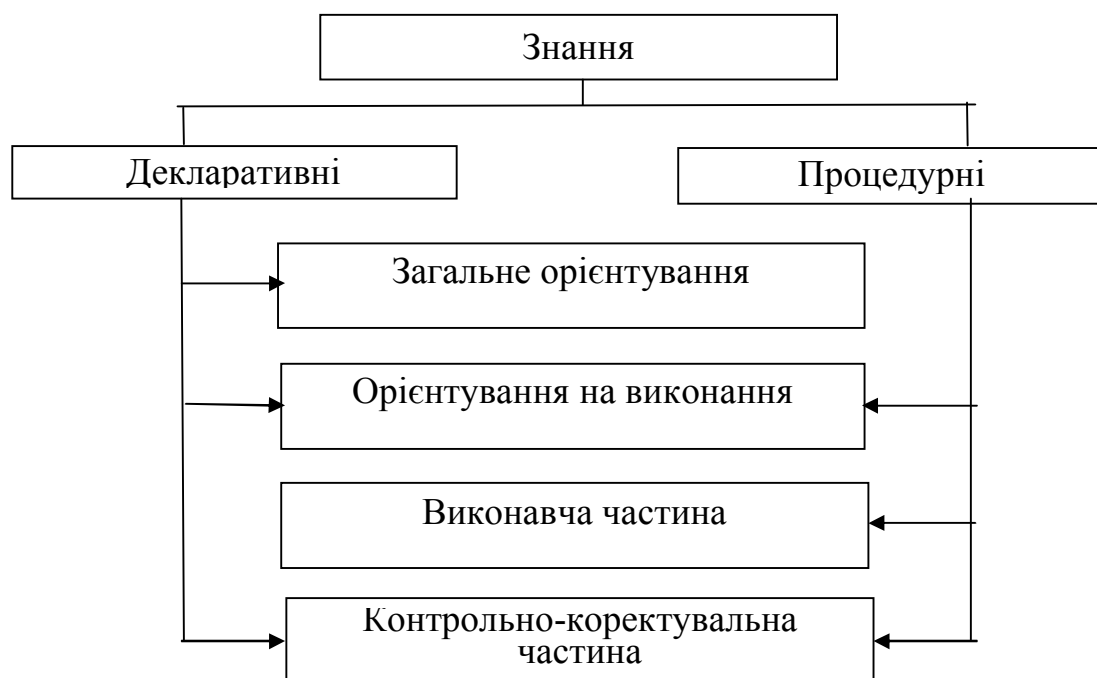 Знання
Декларативні
Процедурні
Загальне орієнтування
Орієнтування на виконання
Виконавча частина
Контрольно-коректувальна
частина